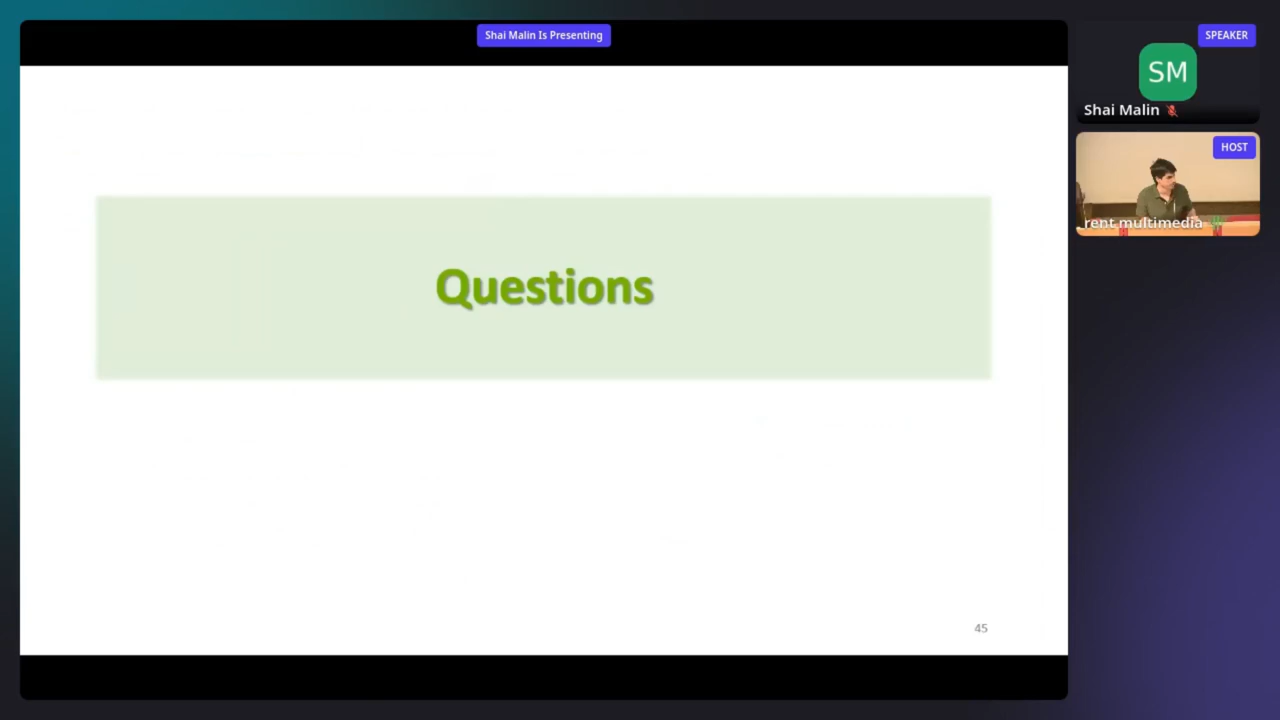 Shai Malin Is Presenting
SPEAKER
SM
Shai Malin
HOST
rent multimedia
Questions
45